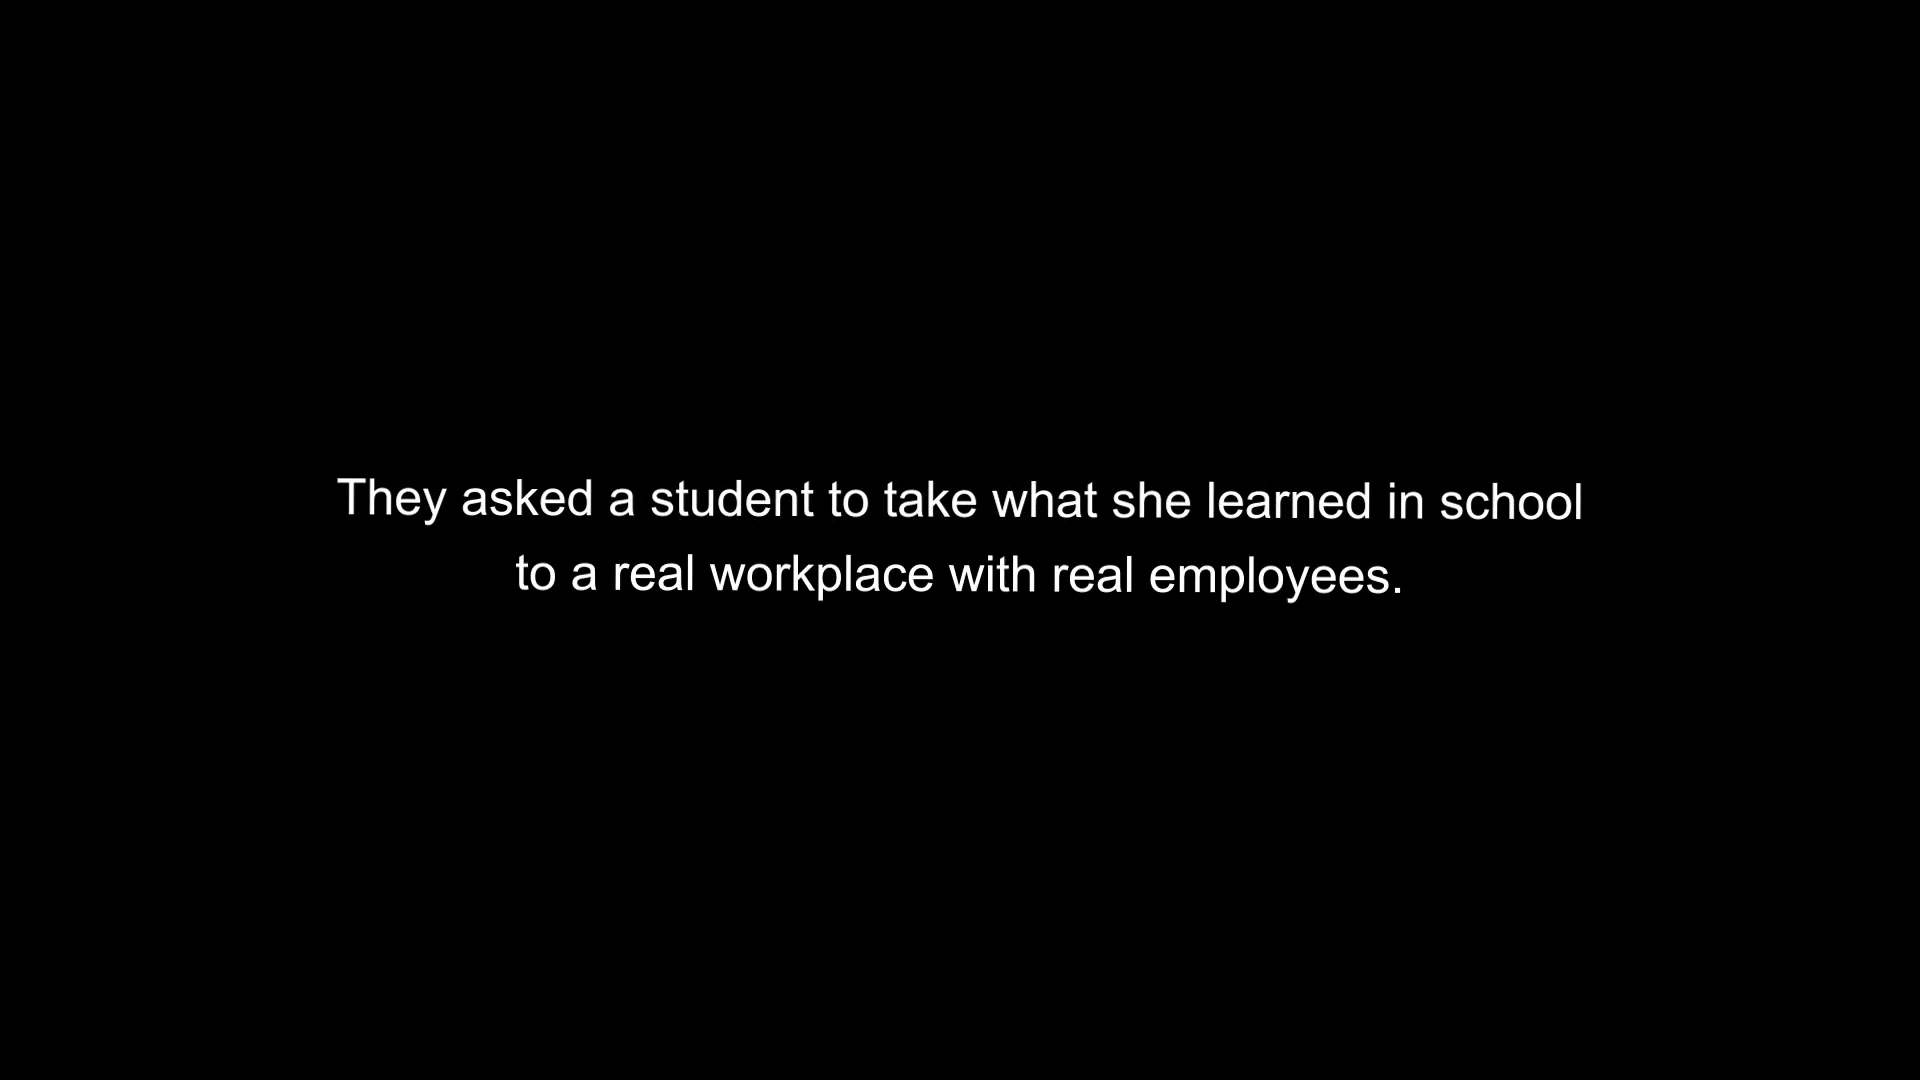 They asked a student to take what she learned in school
to a real workplace with real employees.